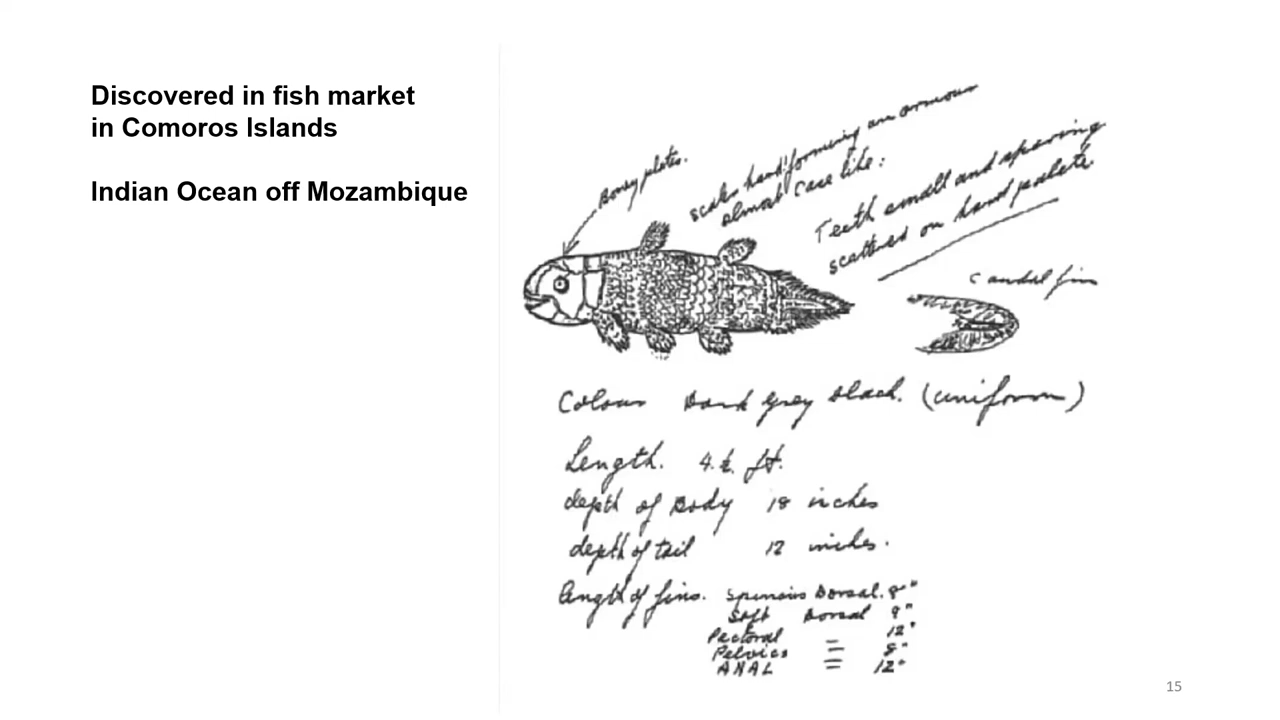 Discovered in fish market
in Comoros Islands
Indian Ocean off Mozambique
Boney plates.
scales hard forming an armour
almost case like:
Teeth small and
scattered on hard palate
Caudal fin
Colour Dark grey black. (uniform)
Length. 4.½ ft.
depth of Body 18 inches
depth of tail 12 inches.
length of fins. Spinous Dorsal. 8"
Soft Dorsal 9"
Pectoral — 12"
Pelvics = 8"
ANAL = 12"
15